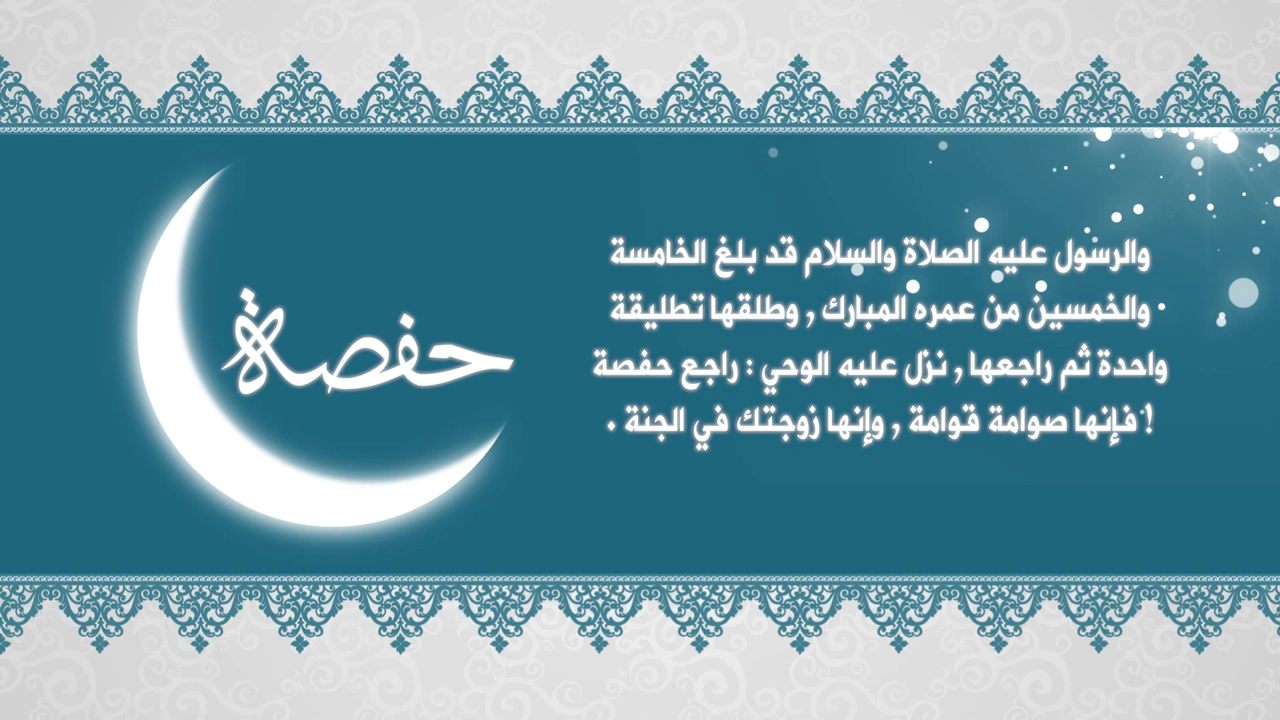 والرسول عليه الصلاة والسلام قد بلغ الخامسة
والخمسين من عمره المبارك , وطلقها تطليقة
واحدة ثم راجعها , نزل عليه الوحي : راجع حفصة
! فإنها صوامة قوامة , وإنها زوجتك في الجنة .
حفصة